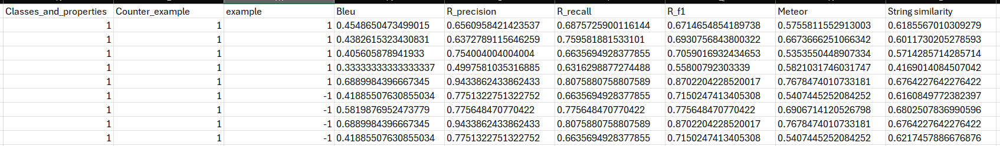 Classes_and_properties Counter_example example Bleu R_precision R_recall R_f1 Meteor String similarity
1 1 1 0.4548650473499015 0.6560958421423537 0.6875725900116144 0.6714654854189738 0.5755811552913003 0.6185567010309279
1 1 1 0.4382615323430831 0.6372789115646259 0.759581881533101 0.6930756843800322 0.6673666251066342 0.6011730205278593
1 1 1 0.405605878941933 0.754004004004004 0.6635694928377855 0.7059016932434653 0.5353550448907334 0.5714285714285714
1 1 1 0.33333333333333337 0.4997581035316885 0.6316298877274488 0.55800792303339 0.5821031746031747 0.4169014084507042
1 1 1 0.6889984396667345 0.9433862433862433 0.8075880758807589 0.8702204228520017 0.7678474010733181 0.6764227642276422
1 1 -1 0.41885507630855034 0.7751322751322752 0.6635694928377855 0.7150247413405308 0.5407445252084252 0.6160849772382397
1 1 -1 0.5819876952473779 0.775648470770422 0.775648470770422 0.775648470770422 0.6906714120526798 0.6802507836990596
1 1 -1 0.6889984396667345 0.9433862433862433 0.8075880758807589 0.8702204228520017 0.7678474010733181 0.6764227642276422
1 1 -1 0.41885507630855034 0.7751322751322752 0.6635694928377855 0.7150247413405308 0.5407445252084252 0.6217457886676876